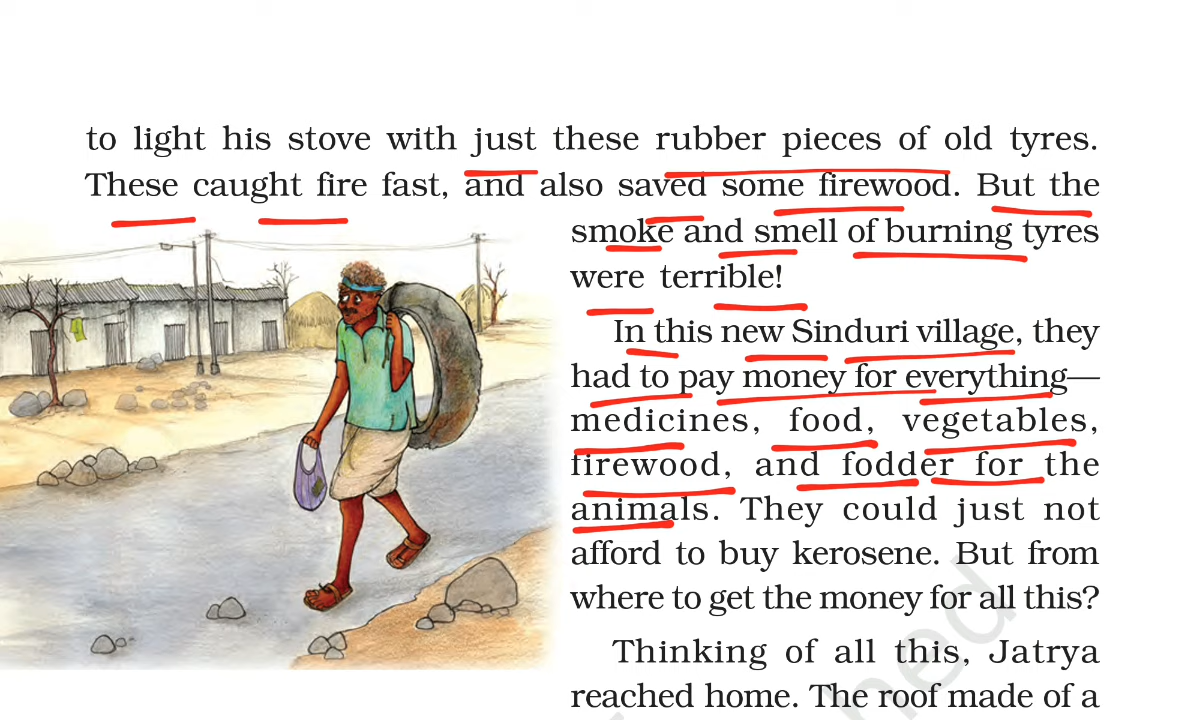 to light his stove with just these rubber pieces of old tyres.
These caught fire fast, and also saved some firewood. But the
smoke and smell of burning tyres
were terrible!
In this new Sinduri village, they
had to pay money for everything—
medicines, food, vegetables,
firewood, and fodder for the
animals. They could just not
afford to buy kerosene. But from
where to get the money for all this?
Thinking of all this, Jatrya
reached home. The roof made of a